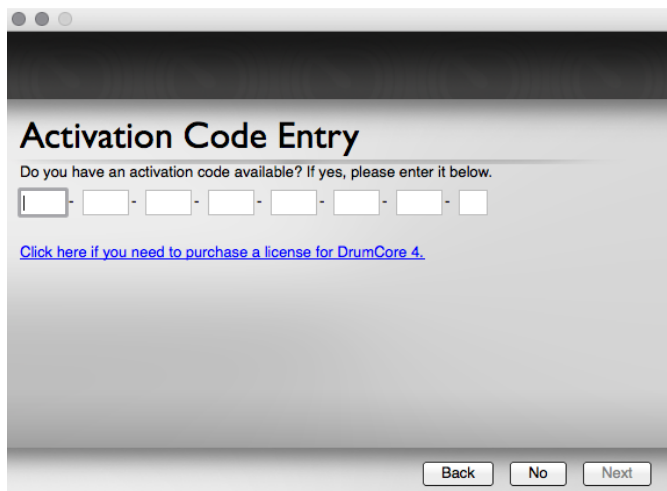 Activation Code Entry
Do you have an activation code available? If yes, please enter it below.
- - - - - - -
Click here if you need to purchase a license for DrumCore 4.
Back No Next